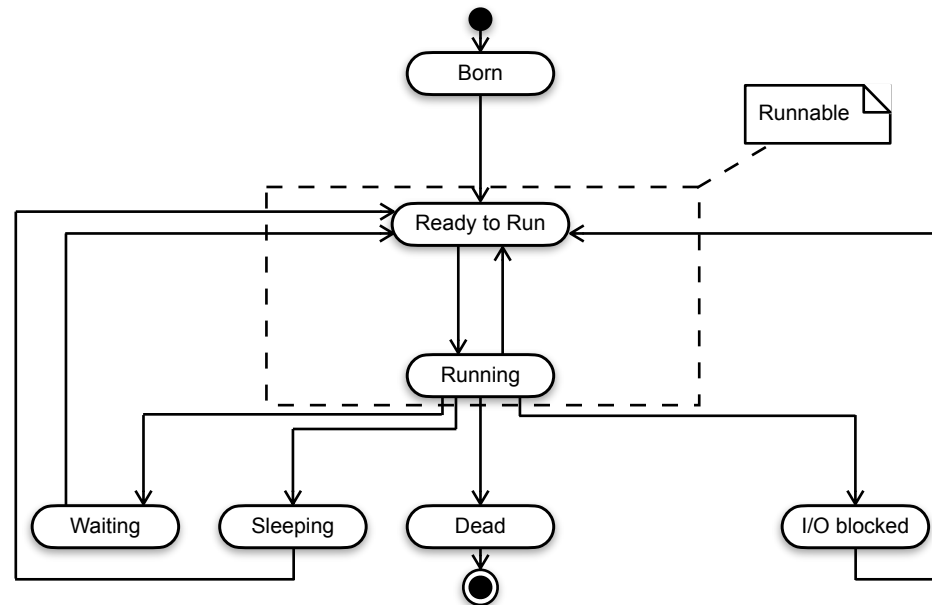 Born
Runnable
Ready to Run
Running
Waiting
Sleeping
Dead
I/O blocked